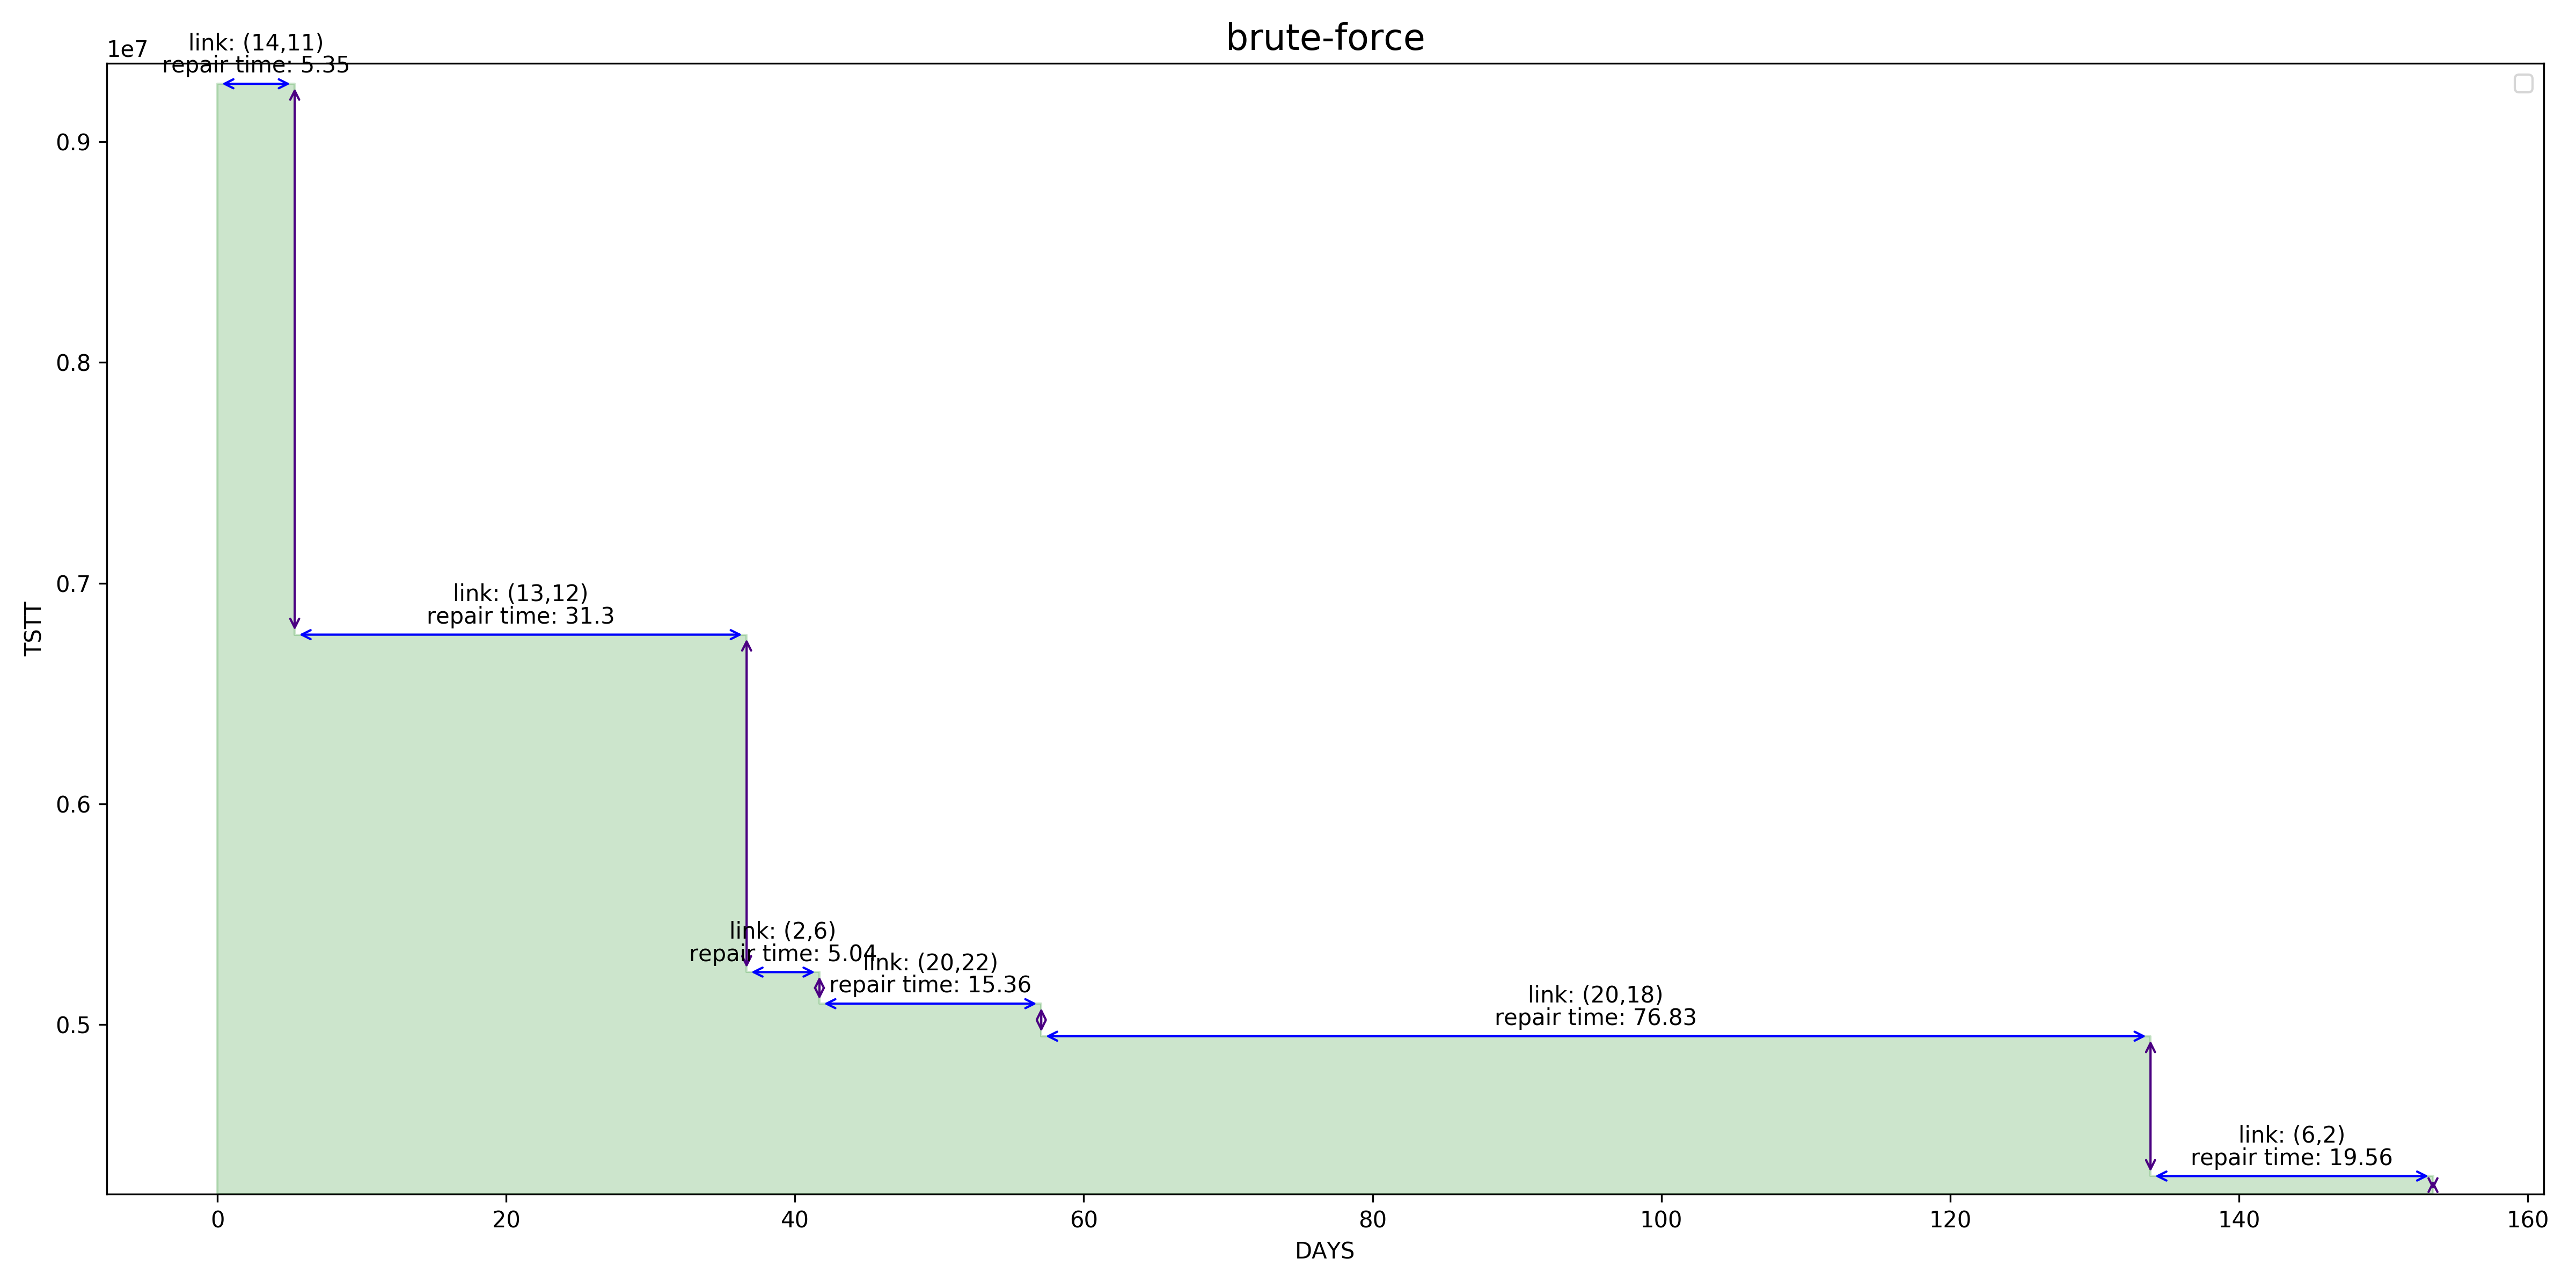 brute-force
1e7
link: (14,11)
repair time: 5.35
0.9
0.8
0.7
link: (13,12)
repair time: 31.3
TSTT
0.6
link: (2,6)
repair time: 5.04
link: (20,22)
repair time: 15.36
link: (20,18)
repair time: 76.83
0.5
link: (6,2)
repair time: 19.56
0 20 40 60 80 100 120 140 160
DAYS